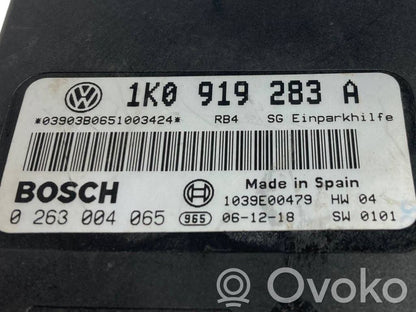 1K0 919 283 A
*03903B0651003424* RB4 SG Einparkhilfe
BOSCH Made in Spain
1039E00479 HW 04
0 263 004 065 965 06-12-18 SW 0101
Ovoko